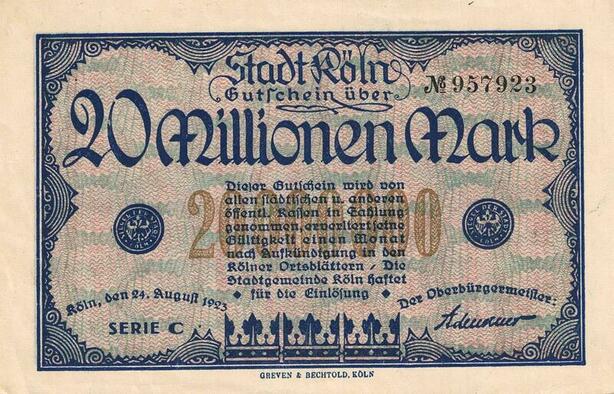 Stadt Köln
Gutschein über
№ 957923
20 Millionen Mark
Dieser Gutschein wird von
allen städtischen u. anderen
öffentl. Kassen in Zahlung
genommen, er verliert seine
Gültigkeit einen Monat
nach Aufkündigung in den
Kölner Ortsblättern / Die
Stadtgemeinde Köln haftet
für die Einlösung
Köln, den 24. August 1923
Der Oberbürgermeister:
SERIE C
Adenauer
GREVEN & BECHTOLD, KÖLN